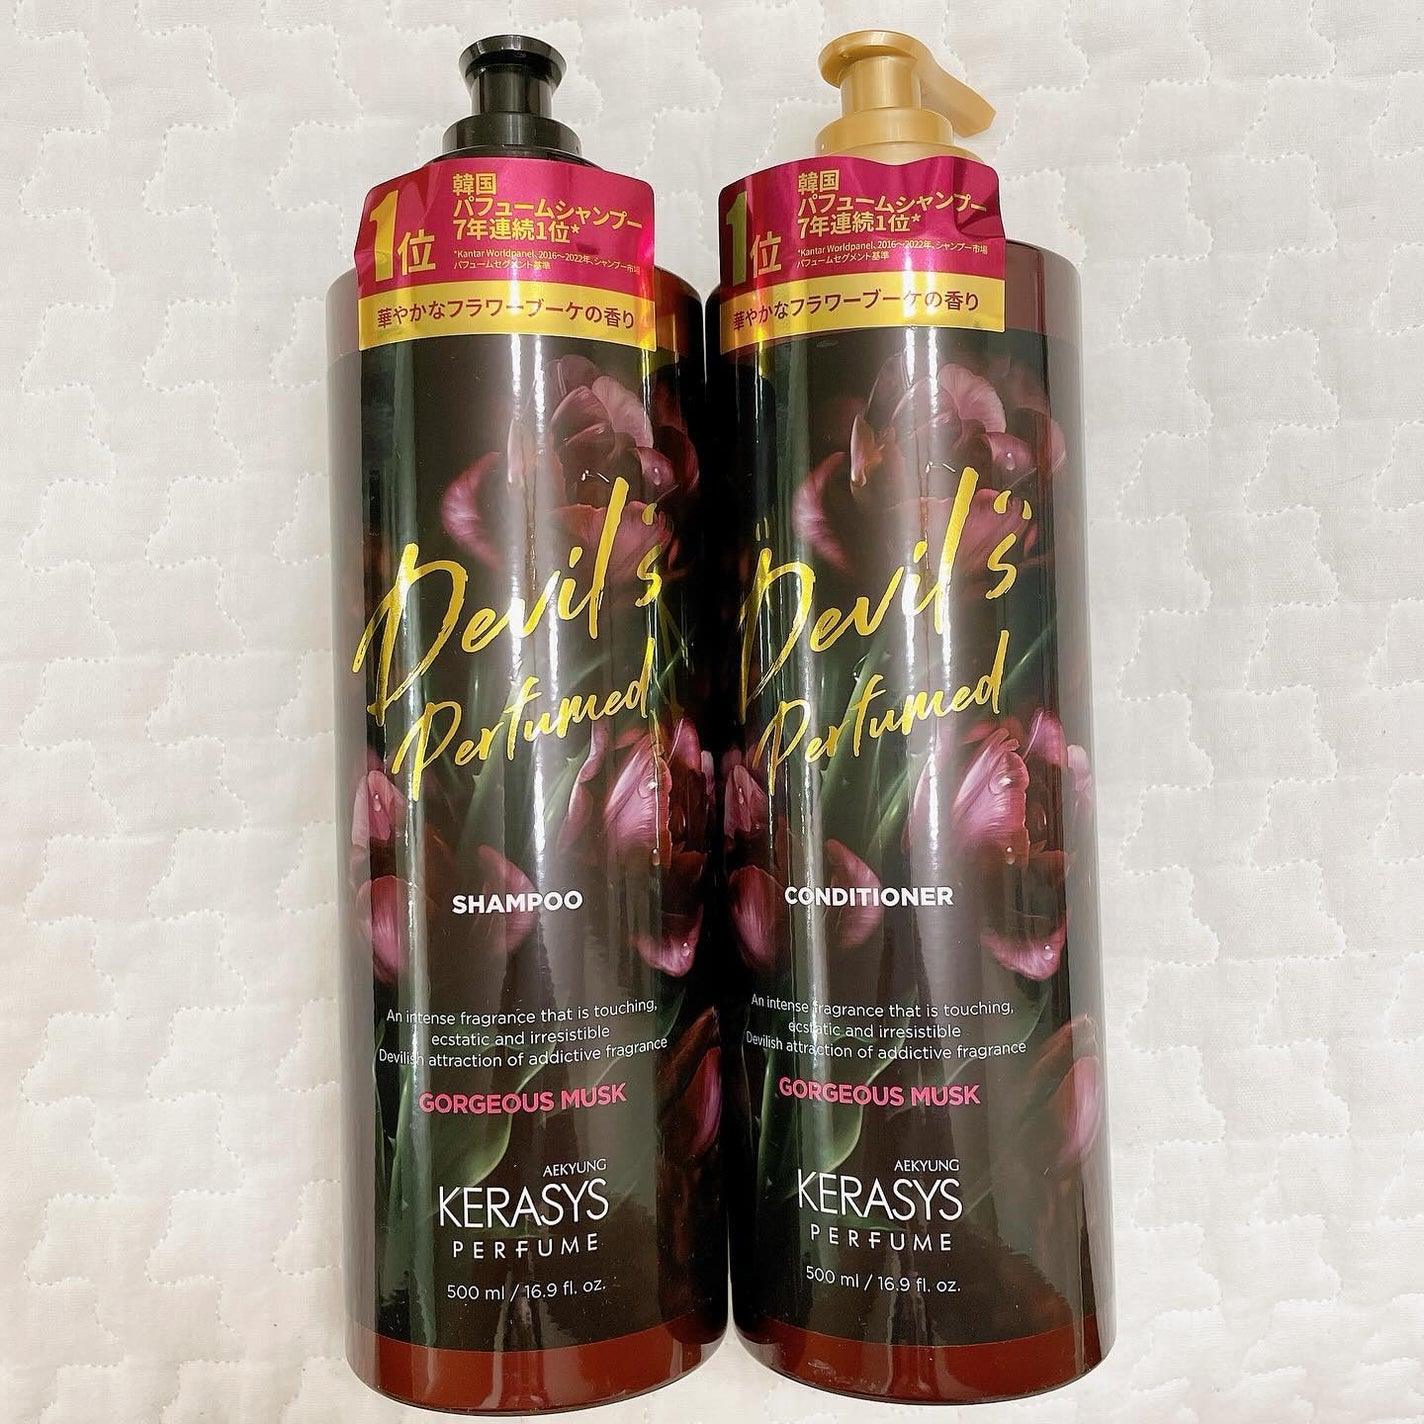 1位
韓国
パフュームシャンプー
7年連続1位*
*Kantar Worldpanel、2016〜2022年、シャンプー市場
パフュームセグメント基準
華やかなフラワーブーケの香り
Devil's
Perfumed
SHAMPOO
An intense fragrance that is touching,
ecstatic and irresistible
Devilish attraction of addictive fragrance
GORGEOUS MUSK
AEKYUNG
KERASYS
PERFUME
500 ml / 16.9 fl. oz.
1位
韓国
パフュームシャンプー
7年連続1位*
*Kantar Worldpanel、2016〜2022年、シャンプー市場
パフュームセグメント基準
華やかなフラワーブーケの香り
Devil's
Perfumed
CONDITIONER
An intense fragrance that is touching,
ecstatic and irresistible
Devilish attraction of addictive fragrance
GORGEOUS MUSK
AEKYUNG
KERASYS
PERFUME
500 ml / 16.9 fl. oz.